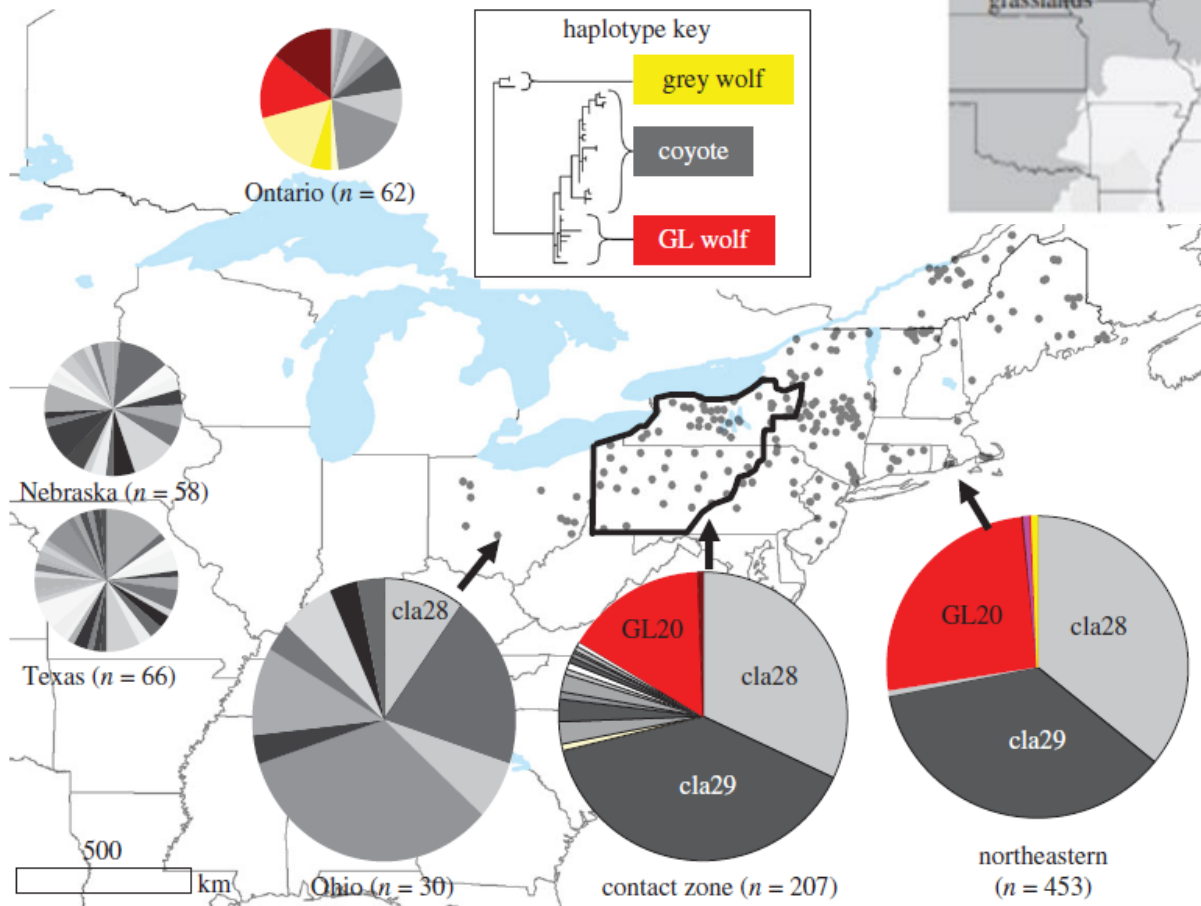 grasslands
haplotype key
grey wolf
coyote
GL wolf
Ontario (n = 62)
Nebraska (n = 58)
Texas (n = 66)
cla28
GL20
cla28
cla29
GL20
cla28
cla29
500
km
Ohio (n = 30)
contact zone (n = 207)
northeastern
(n = 453)